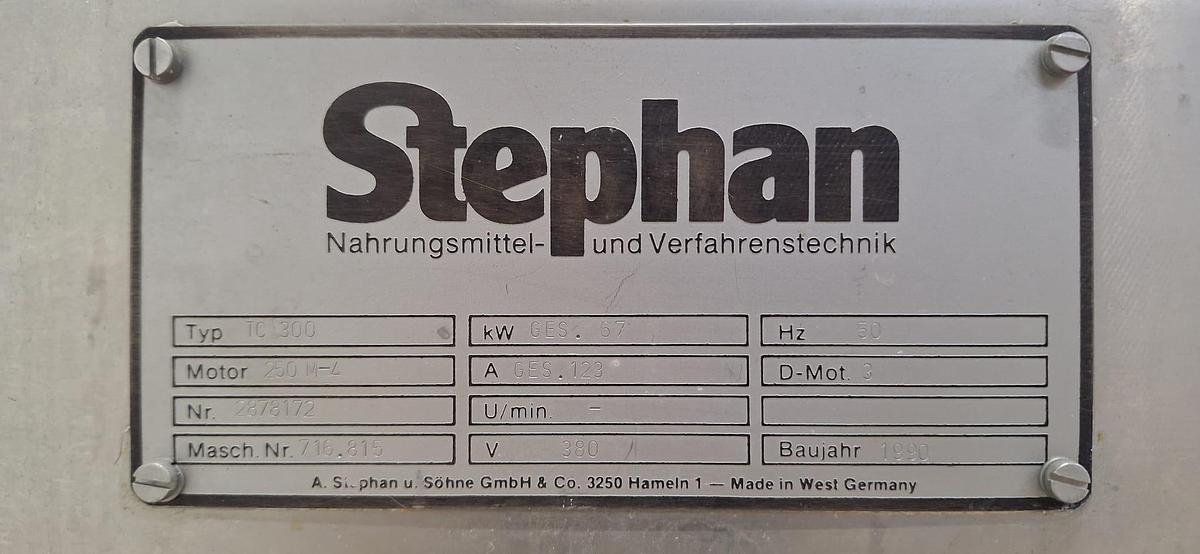 Stephan
Nahrungsmittel- und Verfahrenstechnik
Typ TC 300 kW GES. 67 Hz 50
Motor 250 M-4 A GES.123 D-Mot. 3
Nr. 2878172 U/min. –
Masch. Nr. 716.815 V 380 / Baujahr 1990
A. St phan u. Söhne GmbH & Co. 3250 Hameln 1 — Made in West Germany